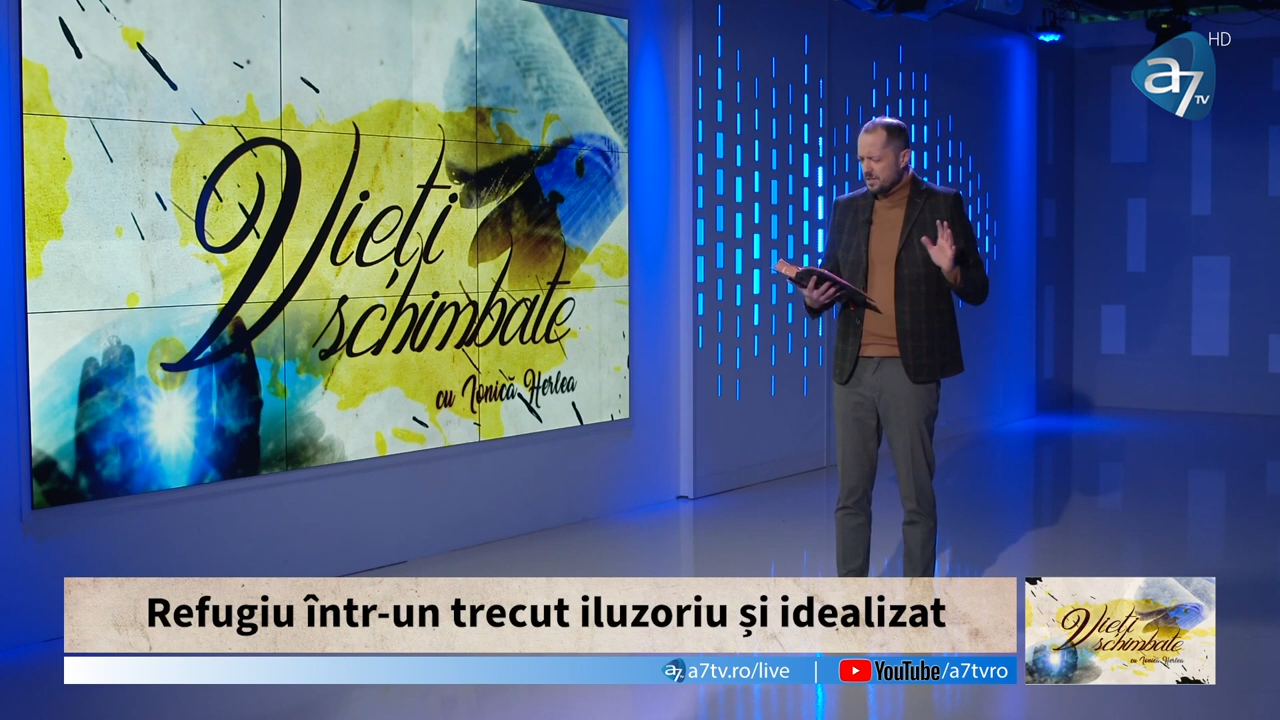 a7 TV
HD
Vieți
schimbate
cu Ionică Herlea
Refugiu într-un trecut iluzoriu și idealizat
Vieți
schimbate
cu Ionică Herlea
a7 a7tv.ro/live | YouTube/a7tvro